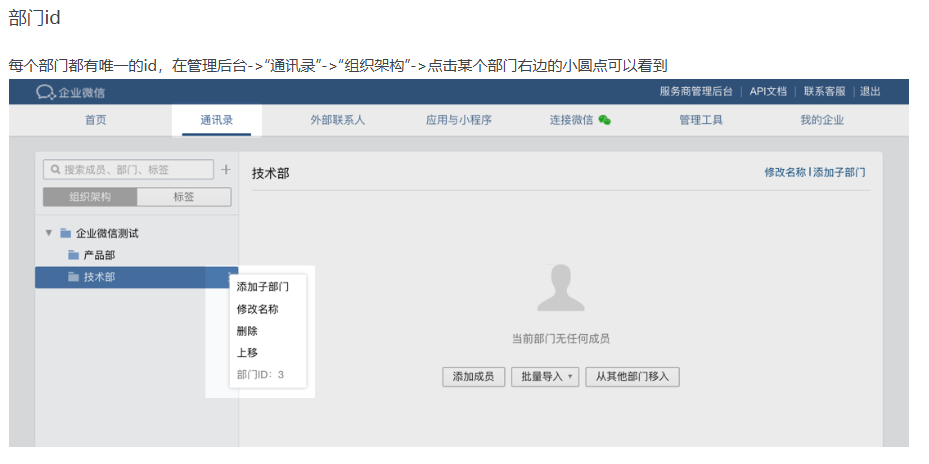 部门id
每个部门都有唯一的id，在管理后台->“通讯录”->“组织架构”->点击某个部门右边的小圆点可以看到
企业微信
服务商管理后台 | API文档 | 联系客服 | 退出
首页 通讯录 外部联系人 应用与小程序 连接微信 管理工具 我的企业
搜索成员、部门、标签 +
组织架构 标签
技术部
修改名称 | 添加子部门
企业微信测试
产品部
技术部
添加子部门
修改名称
删除
上移
部门ID：3
当前部门无任何成员
添加成员 批量导入 从其他部门移入